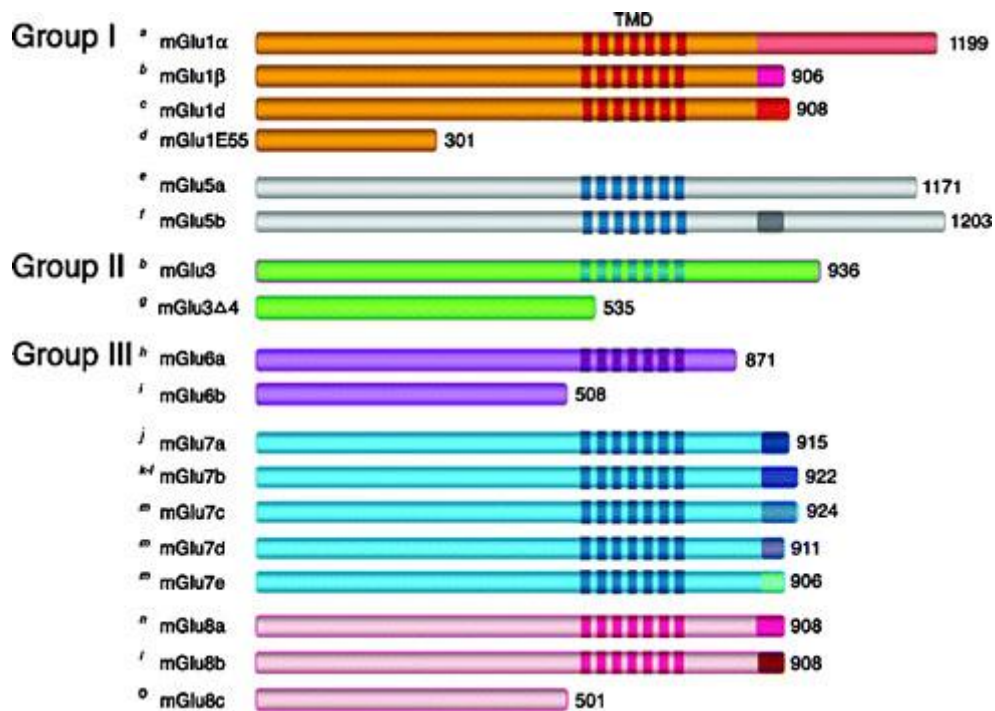 TMD
Group I a mGlu1α 1199
b mGlu1β 906
c mGlu1d 908
d mGlu1E55 301
e mGlu5a 1171
f mGlu5b 1203
Group II b mGlu3 936
g mGlu3Δ4 535
Group III h mGlu6a 871
i mGlu6b 508
j mGlu7a 915
k-l mGlu7b 922
m mGlu7c 924
m mGlu7d 911
m mGlu7e 906
n mGlu8a 908
i mGlu8b 908
o mGlu8c 501